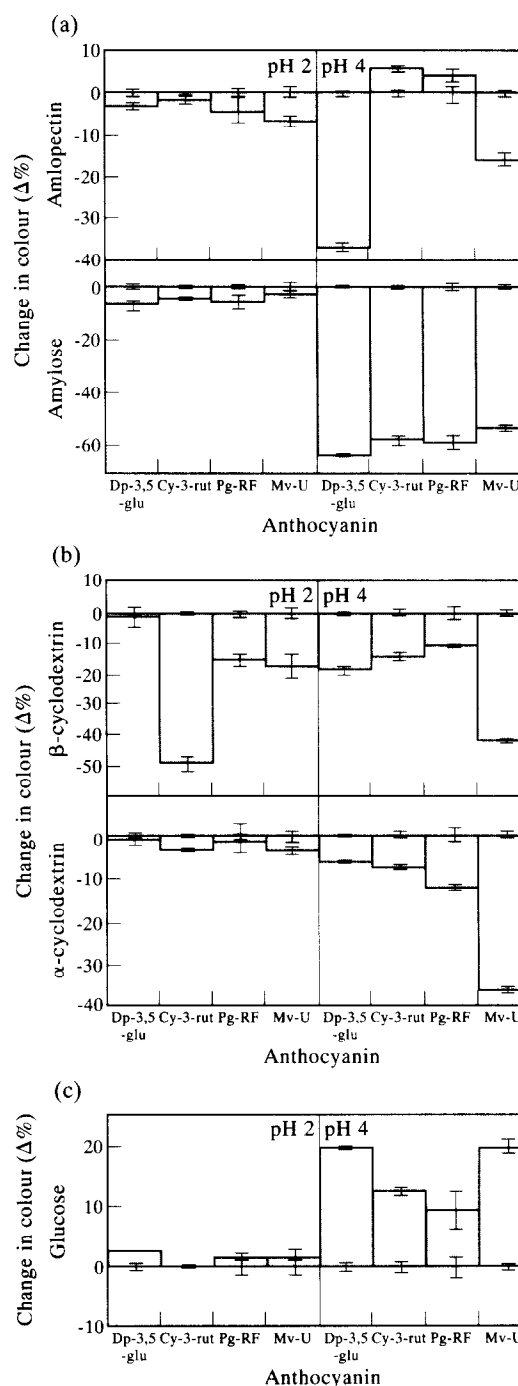 (a)
pH 2 pH 4
10
0
-10
-20
-30
-40
Amlopectin
0
-20
-40
-60
Amylose
Change in colour (Δ%)
Dp-3,5 Cy-3-rut Pg-RF Mv-U Dp-3,5 Cy-3-rut Pg-RF Mv-U
-glu -glu
Anthocyanin
(b)
pH 2 pH 4
10
0
-10
-20
-30
-40
-50
β-cyclodextrin
0
-10
-20
-30
-40
α-cyclodextrin
Change in colour (Δ%)
Dp-3,5 Cy-3-rut Pg-RF Mv-U Dp-3,5 Cy-3-rut Pg-RF Mv-U
-glu -glu
Anthocyanin
(c)
pH 2 pH 4
20
10
0
-10
Glucose
Change in colour (Δ%)
Dp-3,5 Cy-3-rut Pg-RF Mv-U Dp-3,5 Cy-3-rut Pg-RF Mv-U
-glu -glu
Anthocyanin